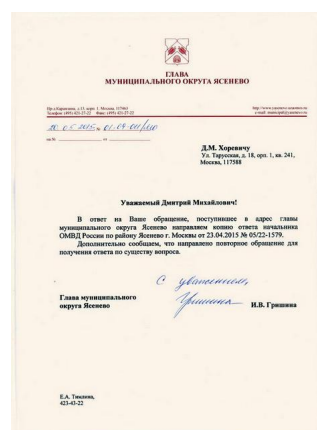 ГЛАВА
МУНИЦИПАЛЬНОГО ОКРУГА ЯСЕНЕВО
Д.М. Хоревичу
Ул. Тарусская, д. 18, орп. 1, кв. 241,
Москва, 117588
Уважаемый Дмитрий Михайлович!
В ответ на Ваше обращение, поступившее в адрес главы
муниципального округа Ясенево направляем копию ответа начальника
ОМВД России по району Ясенево г. Москвы от 23.04.2015 № 05/22-1579.
Дополнительно сообщаем, что направлено повторное обращение для
получения ответа по существу вопроса.
С уважением,
Глава муниципального
округа Ясенево
И.В. Гришина
Е.А. Тимлина,
423-43-22